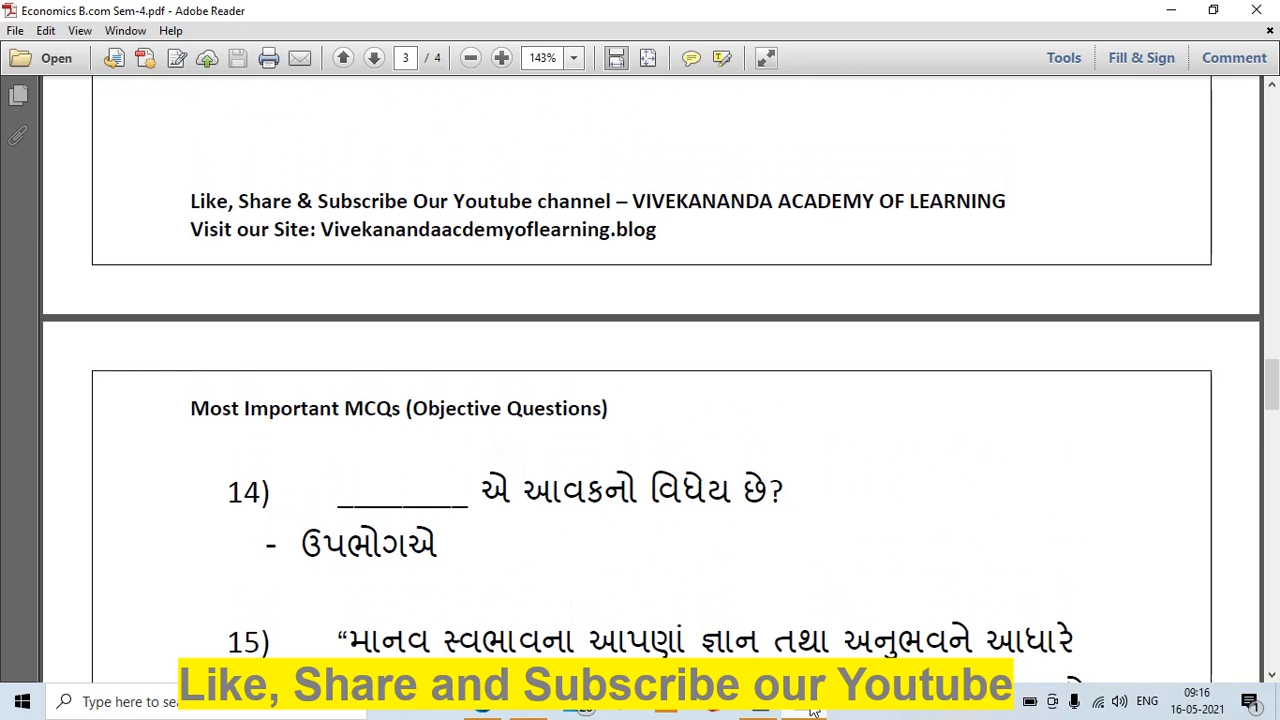 Economics B.com Sem-4.pdf - Adobe Reader
File Edit View Window Help
Open 3 / 4 143% Tools Fill & Sign Comment
Like, Share & Subscribe Our Youtube channel – VIVEKANANDA ACADEMY OF LEARNING
Visit our Site: Vivekanandaacdemyoflearning.blog
Most Important MCQs (Objective Questions)
14) ________ એ આવકનો વિધેય છે?
- ઉપભોગએ
15) “માનવ સ્વભાવના આપણાં જ્ઞાન તથા અનુભવને આધારે
Like, Share and Subscribe our Youtube
Type here to
ENG 09:16
16-05-2021 1